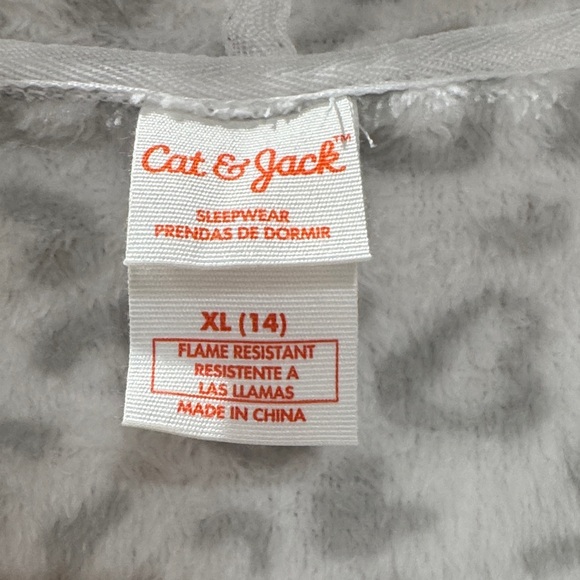 Cat & Jack™
SLEEPWEAR
PRENDAS DE DORMIR
XL (14)
FLAME RESISTANT
RESISTENTE A
LAS LLAMAS
MADE IN CHINA